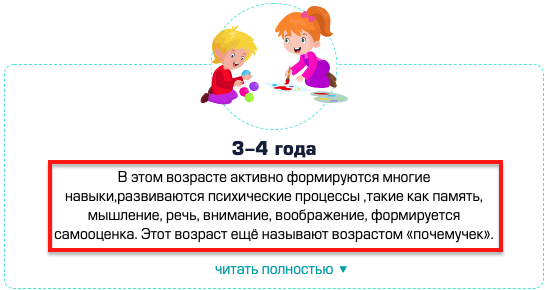 3–4 года
В этом возрасте активно формируются многие
навыки,развиваются психические процессы ,такие как память,
мышление, речь, внимание, воображение, формируется
самооценка. Этот возраст ещё называют возрастом «почемучек».
читать полностью ▼